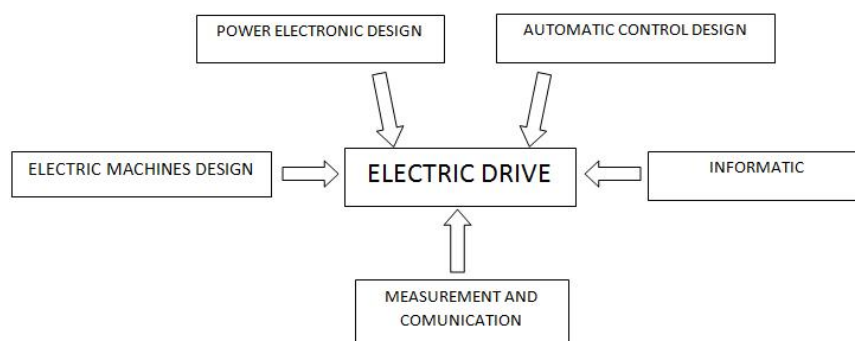 POWER ELECTRONIC DESIGN
AUTOMATIC CONTROL DESIGN
ELECTRIC MACHINES DESIGN
ELECTRIC DRIVE
INFORMATIC
MEASUREMENT AND
COMUNICATION